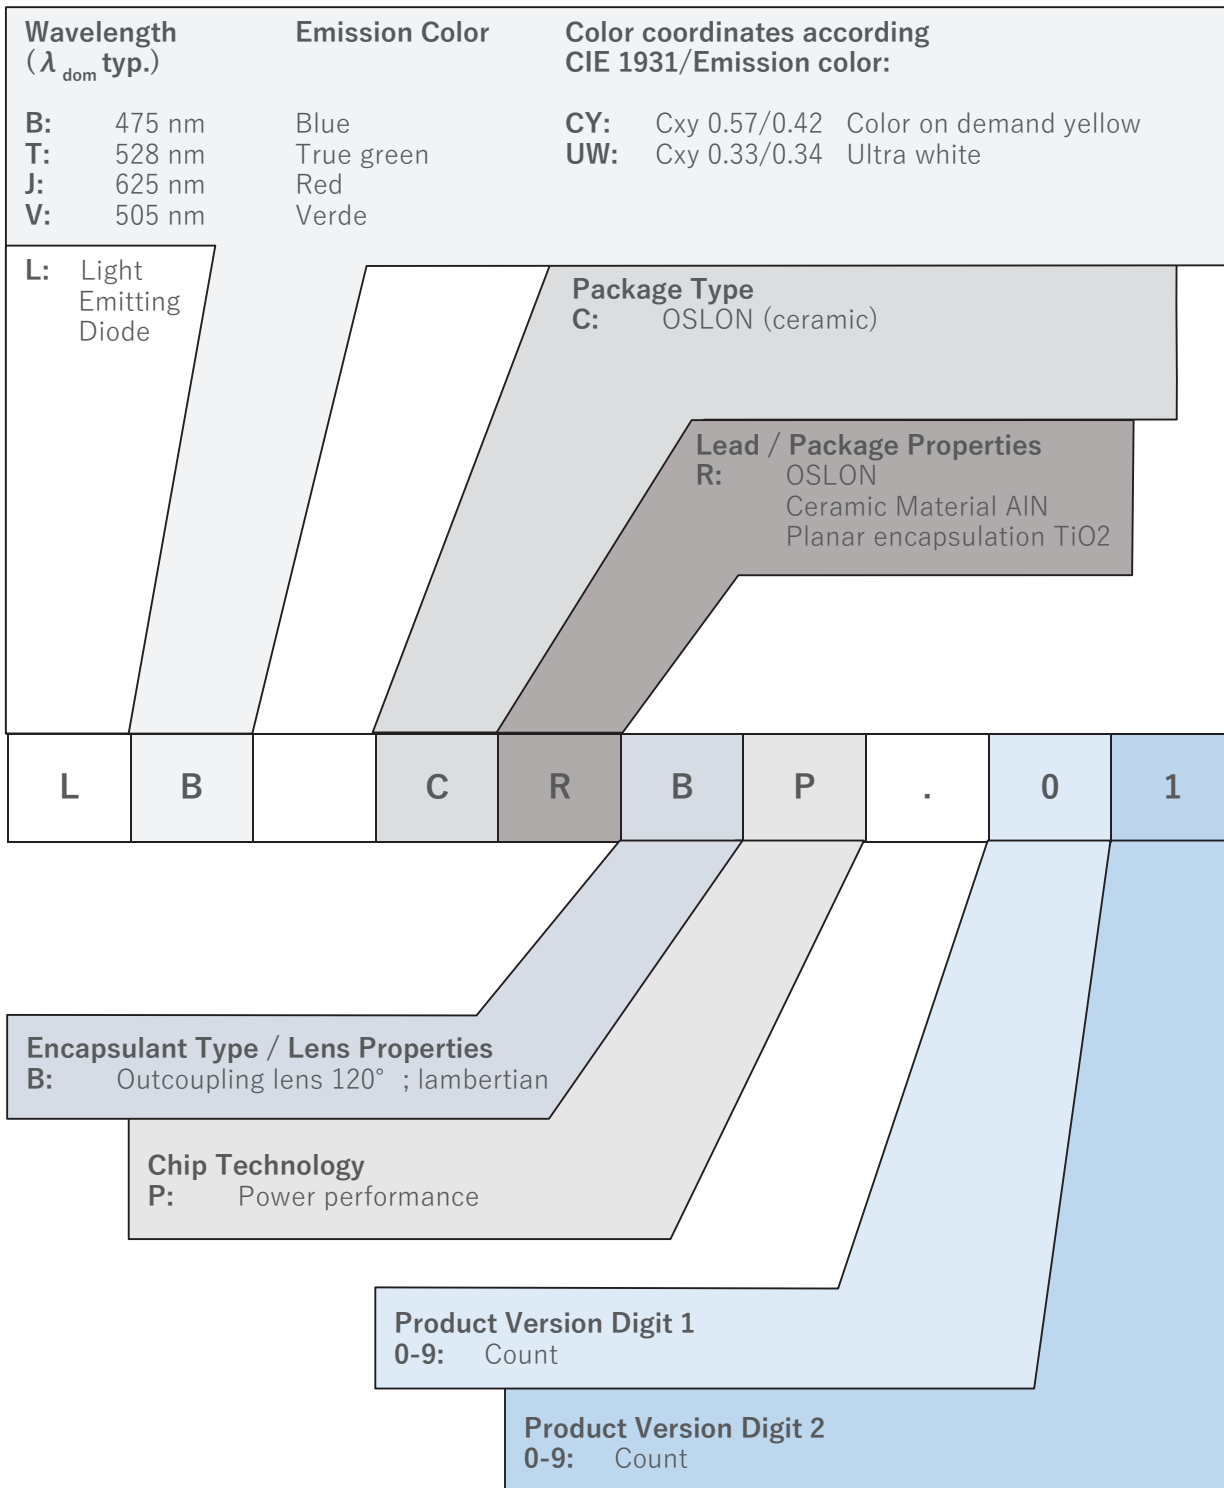 Wavelength Emission Color Color coordinates according
(λ dom typ.) CIE 1931/Emission color:
B: 475 nm Blue CY: Cxy 0.57/0.42 Color on demand yellow
T: 528 nm True green UW: Cxy 0.33/0.34 Ultra white
J: 625 nm Red
V: 505 nm Verde
L: Light
Emitting
Diode
Package Type
C: OSLON (ceramic)
Lead / Package Properties
R: OSLON
Ceramic Material AlN
Planar encapsulation TiO2
L B C R B P . 0 1
Encapsulant Type / Lens Properties
B: Outcoupling lens 120° ; lambertian
Chip Technology
P: Power performance
Product Version Digit 1
0-9: Count
Product Version Digit 2
0-9: Count